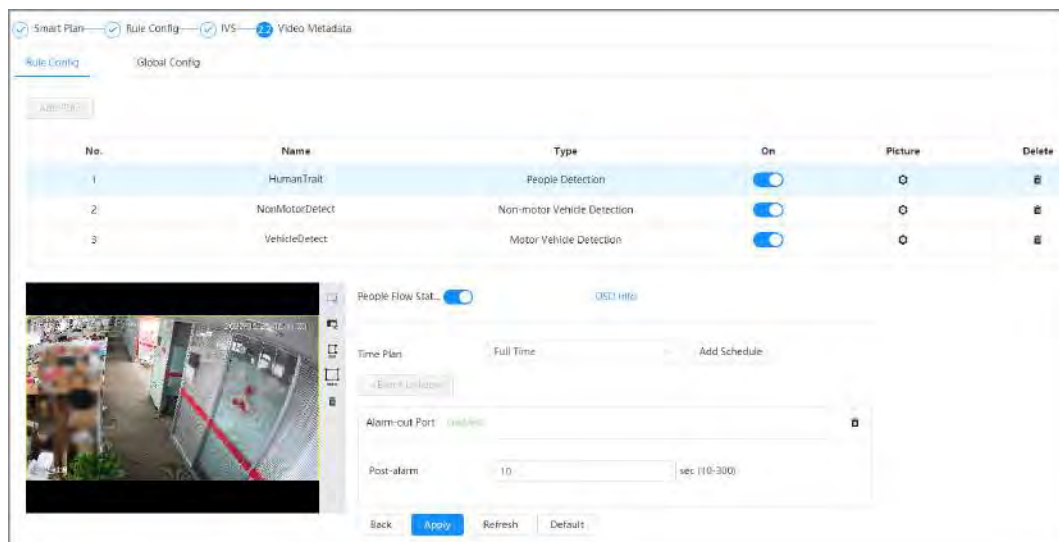 Smart Plan Rule Config IVS 2.2 Video Metadata
Rule Config Global Config
No. Name Type On Picture Delete
1 HumanTrait People Detection
2 NonMotorDetect Non-motor Vehicle Detection
3 VehicleDetect Motor Vehicle Detection
People Flow Stat... OSD Info
Time Plan Full Time Add Schedule
Alarm-out Port
Post-alarm 10 sec (10-300)
Back Apply Refresh Default